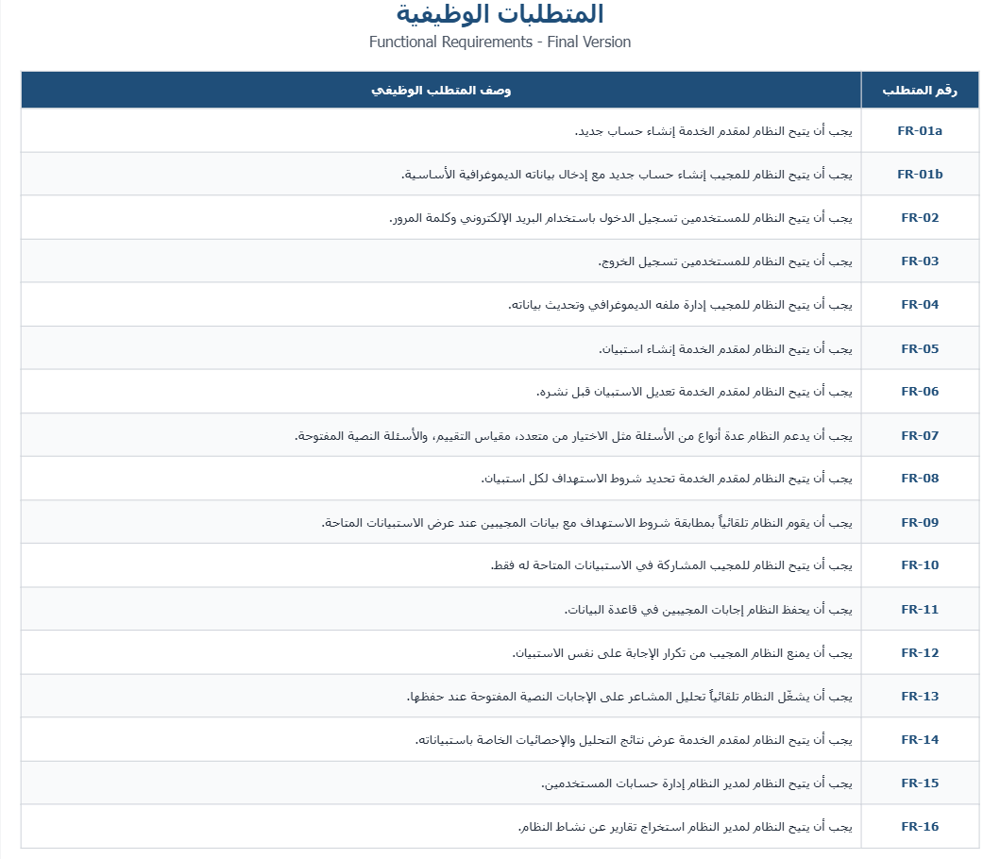 المتطلبات الوظيفية
Functional Requirements - Final Version
رقم المتطلب وصف المتطلب الوظيفي
FR-01a يجب أن يتيح النظام لمقدم الخدمة إنشاء حساب جديد.
FR-01b يجب أن يتيح النظام للمجيب إنشاء حساب جديد مع إدخال بياناته الديموغرافية الأساسية.
FR-02 يجب أن يتيح النظام للمستخدمين تسجيل الدخول باستخدام البريد الإلكتروني وكلمة المرور.
FR-03 يجب أن يتيح النظام للمستخدمين تسجيل الخروج.
FR-04 يجب أن يتيح النظام للمجيب إدارة ملفه الديموغرافي وتحديث بياناته.
FR-05 يجب أن يتيح النظام لمقدم الخدمة إنشاء استبيان.
FR-06 يجب أن يتيح النظام لمقدم الخدمة تعديل الاستبيان قبل نشره.
FR-07 يجب أن يدعم النظام عدة أنواع من الأسئلة مثل الاختيار من متعدد، مقياس التقييم، والأسئلة النصية المفتوحة.
FR-08 يجب أن يتيح النظام لمقدم الخدمة تحديد شروط الاستهداف لكل استبيان.
FR-09 يجب أن يقوم النظام تلقائياً بمطابقة شروط الاستهداف مع بيانات المجيبين عند عرض الاستبيانات المتاحة.
FR-10 يجب أن يتيح النظام للمجيب المشاركة في الاستبيانات المتاحة له فقط.
FR-11 يجب أن يحفظ النظام إجابات المجيبين في قاعدة البيانات.
FR-12 يجب أن يمنع النظام المجيب من تكرار الإجابة على نفس الاستبيان.
FR-13 يجب أن يشغّل النظام تلقائياً تحليل المشاعر على الإجابات النصية المفتوحة عند حفظها.
FR-14 يجب أن يتيح النظام لمقدم الخدمة عرض نتائج التحليل والإحصائيات الخاصة باستبياناته.
FR-15 يجب أن يتيح النظام لمدير النظام إدارة حسابات المستخدمين.
FR-16 يجب أن يتيح النظام لمدير النظام استخراج تقارير عن نشاط النظام.